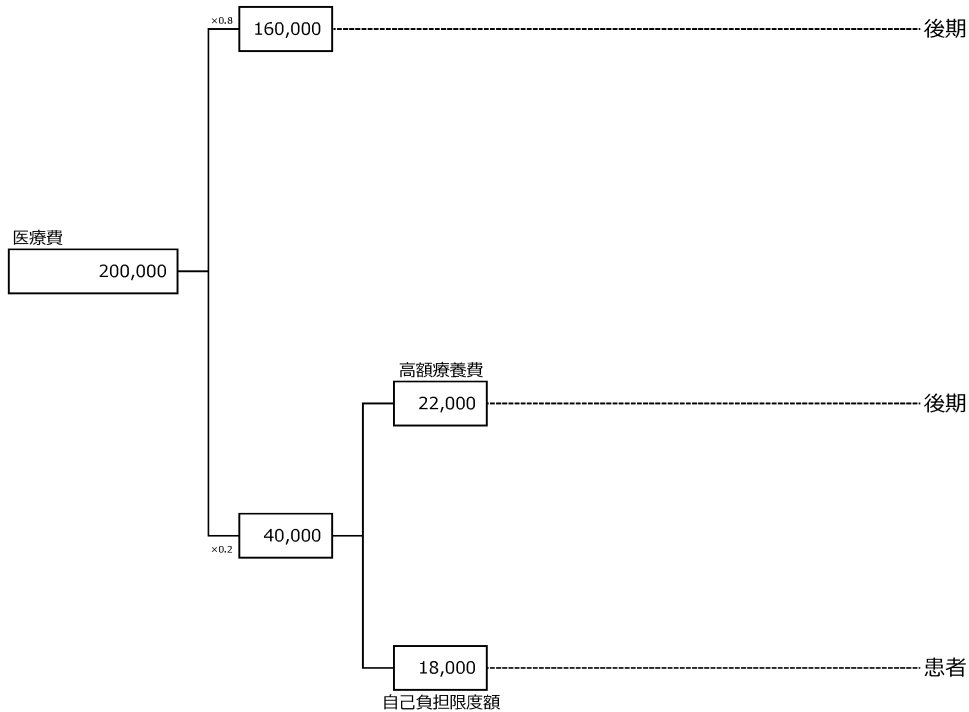 ×0.8
160,000
後期
医療費
200,000
高額療養費
22,000
後期
40,000
×0.2
18,000
患者
自己負担限度額